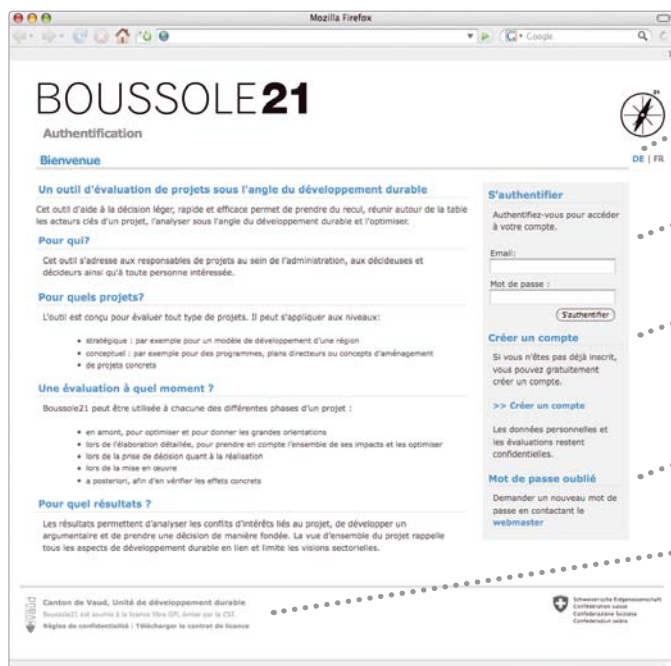 Mozilla Firefox
Google
BOUSSOLE21
Authentification
Bienvenue
DE | FR
Un outil d'évaluation de projets sous l'angle du développement durable
Cet outil d'aide à la décision léger, rapide et efficace permet de prendre du recul, réunir autour de la table
les acteurs clés d'un projet, l'analyser sous l'angle du développement durable et l'optimiser.
Pour qui?
Cet outil s'adresse aux responsables de projets au sein de l'administration, aux décideuses et
décideurs ainsi qu'à toute personne intéressée.
Pour quels projets?
L'outil est conçu pour évaluer tout type de projets. Il peut s'appliquer aux niveaux:
• stratégique : par exemple pour un modèle de développement d'une région
• conceptuel : par exemple pour des programmes, plans directeurs ou concepts d'aménagement
• de projets concrets
Une évaluation à quel moment ?
Boussole21 peut être utilisée à chacune des différentes phases d'un projet :
• en amont, pour optimiser et pour donner les grandes orientations
• lors de l'élaboration détaillée, pour prendre en compte l'ensemble de ses impacts et les optimiser
• lors de la prise de décision quant à la réalisation
• lors de la mise en œuvre
• a posteriori, afin d'en vérifier les effets concrets
Pour quel résultats ?
Les résultats permettent d'analyser les conflits d'intérêts liés au projet, de développer un
argumentaire et de prendre une décision de manière fondée. La vue d'ensemble du projet rappelle
tous les aspects de développement durable en lien et limite les visions sectorielles.
S'authentifier
Authentifiez-vous pour accéder
à votre compte.
Email:
Mot de passe :
S'authentifier
Créer un compte
Si vous n'êtes pas déjà inscrit,
vous pouvez gratuitement
créer un compte.
>> Créer un compte
Les données personnelles et
les évaluations restent
confidentielles.
Mot de passe oublié
Demander un nouveau mot de
passe en contactant le
webmaster
Canton de Vaud, Unité de développement durable
Boussole21 est soumis à la licence libre GPL émise par la CSI.
Règles de confidentialité | Télécharger le contrat de licence
Schweizerische Eidgenossenschaft
Confédération suisse
Confederazione Svizzera
Confederaziun svizra